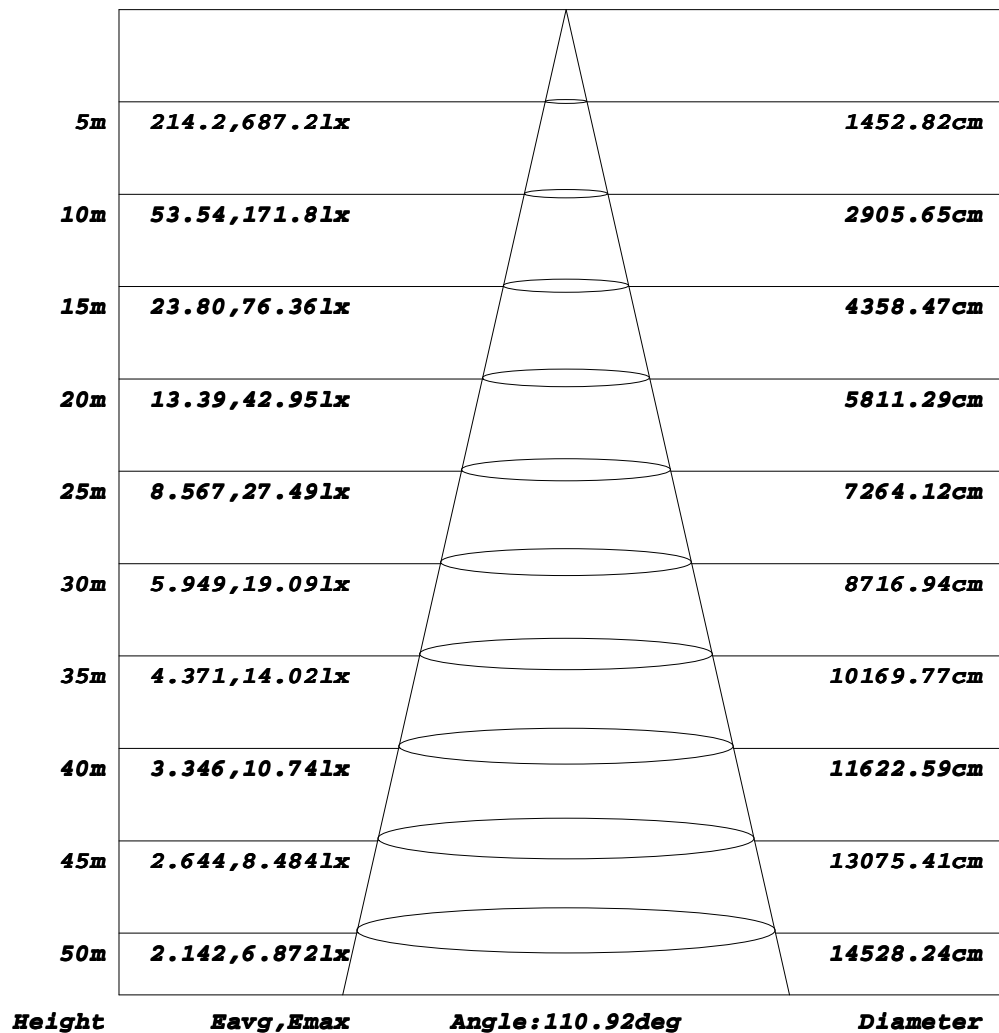 5m 214.2,687.2lx 1452.82cm
10m 53.54,171.8lx 2905.65cm
15m 23.80,76.36lx 4358.47cm
20m 13.39,42.95lx 5811.29cm
25m 8.567,27.49lx 7264.12cm
30m 5.949,19.09lx 8716.94cm
35m 4.371,14.02lx 10169.77cm
40m 3.346,10.74lx 11622.59cm
45m 2.644,8.484lx 13075.41cm
50m 2.142,6.872lx 14528.24cm
Height Eavg,Emax Angle:110.92deg Diameter